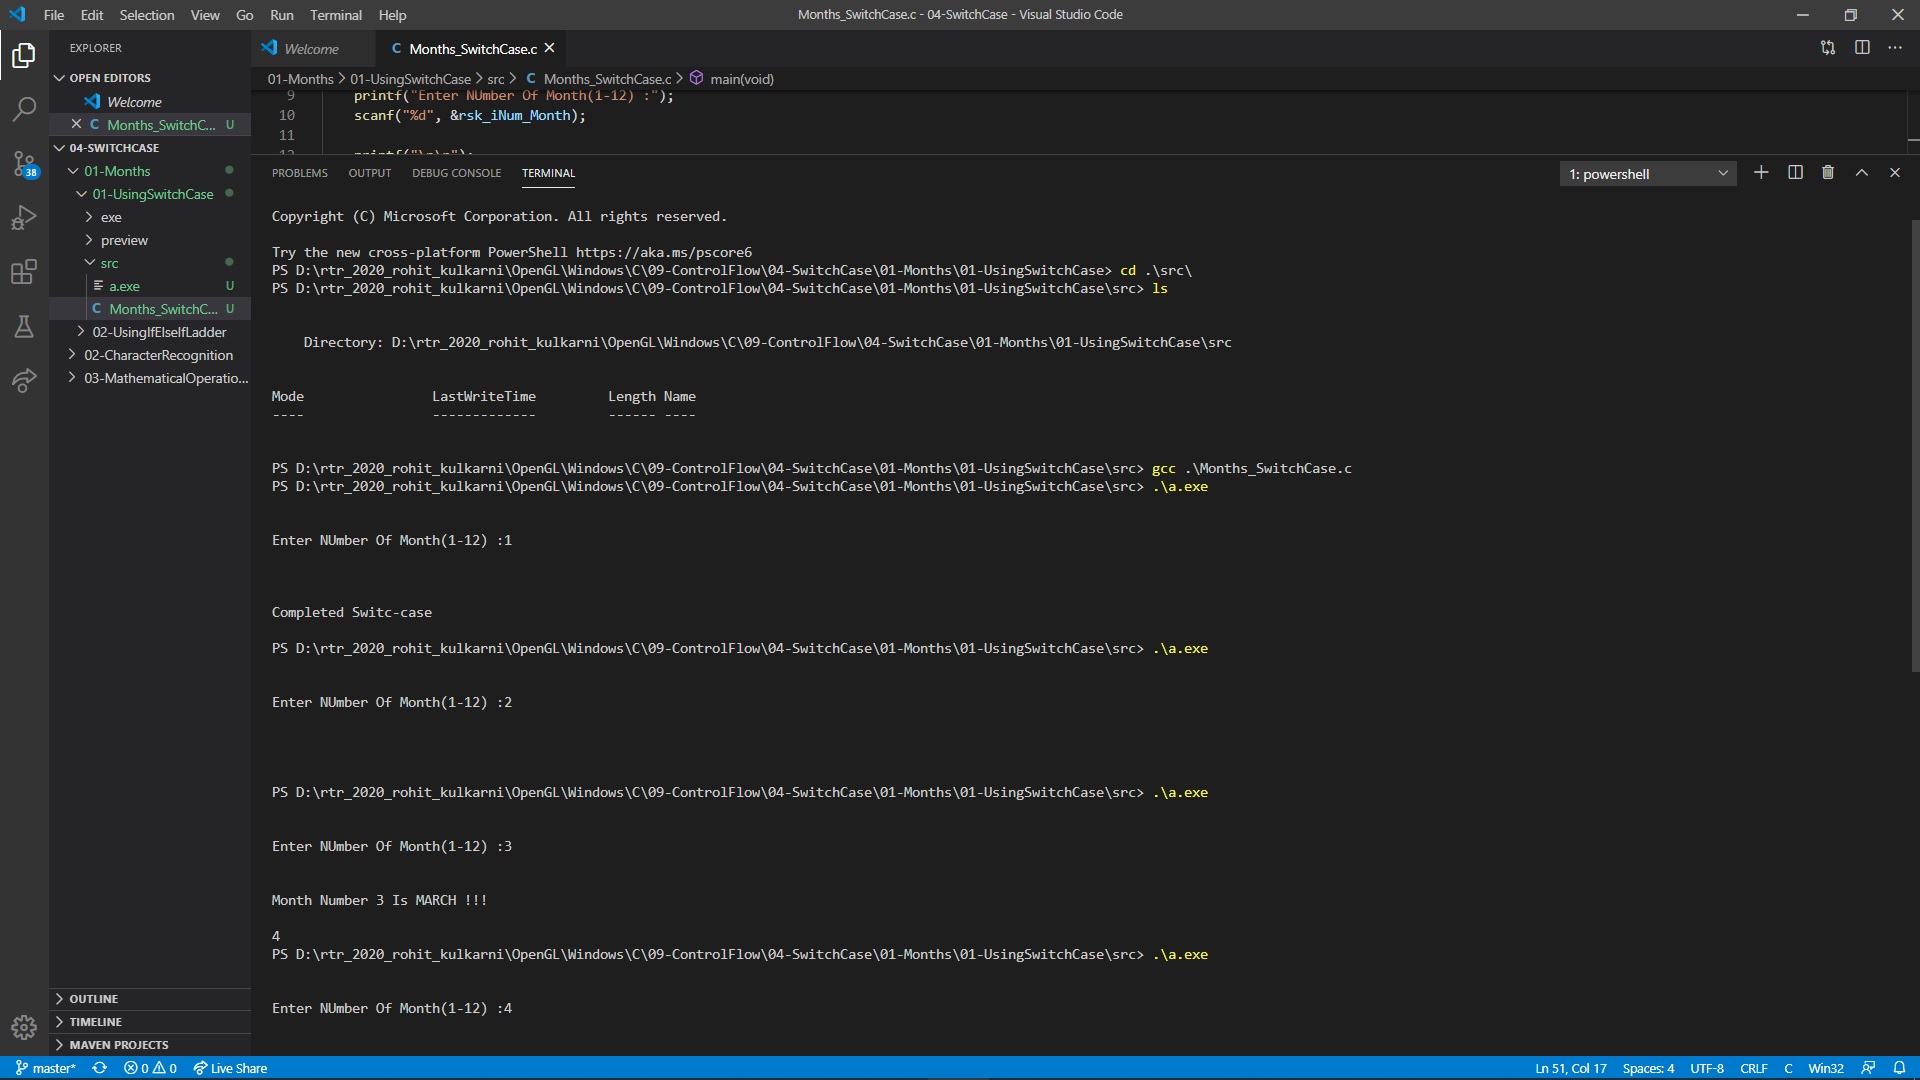 File Edit Selection View Go Run Terminal Help
Months_SwitchCase.c - 04-SwitchCase - Visual Studio Code
EXPLORER
OPEN EDITORS
Welcome
Months_SwitchC... U
04-SWITCHCASE
01-Months
01-UsingSwitchCase
exe
preview
src
a.exe U
Months_SwitchC... U
02-UsingIfElseIfLadder
02-CharacterRecognition
03-MathematicalOperatio...
OUTLINE
TIMELINE
MAVEN PROJECTS
38
Welcome
C Months_SwitchCase.c
01-Months > 01-UsingSwitchCase > src > C Months_SwitchCase.c > main(void)
9 printf("Enter NUmber Of Month(1-12) :");
10 scanf("%d", &rsk_iNum_Month);
11
12 printf("\n\n");
PROBLEMS OUTPUT DEBUG CONSOLE TERMINAL
1: powershell
Copyright (C) Microsoft Corporation. All rights reserved.
Try the new cross-platform PowerShell https://aka.ms/pscore6
PS D:\rtr_2020_rohit_kulkarni\OpenGL\Windows\C\09-ControlFlow\04-SwitchCase\01-Months\01-UsingSwitchCase> cd .\src\
PS D:\rtr_2020_rohit_kulkarni\OpenGL\Windows\C\09-ControlFlow\04-SwitchCase\01-Months\01-UsingSwitchCase\src> ls
Directory: D:\rtr_2020_rohit_kulkarni\OpenGL\Windows\C\09-ControlFlow\04-SwitchCase\01-Months\01-UsingSwitchCase\src
Mode LastWriteTime Length Name
---- ------------- ------ ----
PS D:\rtr_2020_rohit_kulkarni\OpenGL\Windows\C\09-ControlFlow\04-SwitchCase\01-Months\01-UsingSwitchCase\src> gcc .\Months_SwitchCase.c
PS D:\rtr_2020_rohit_kulkarni\OpenGL\Windows\C\09-ControlFlow\04-SwitchCase\01-Months\01-UsingSwitchCase\src> .\a.exe
Enter NUmber Of Month(1-12) :1
Completed Switc-case
PS D:\rtr_2020_rohit_kulkarni\OpenGL\Windows\C\09-ControlFlow\04-SwitchCase\01-Months\01-UsingSwitchCase\src> .\a.exe
Enter NUmber Of Month(1-12) :2
PS D:\rtr_2020_rohit_kulkarni\OpenGL\Windows\C\09-ControlFlow\04-SwitchCase\01-Months\01-UsingSwitchCase\src> .\a.exe
Enter NUmber Of Month(1-12) :3
Month Number 3 Is MARCH !!!
4
PS D:\rtr_2020_rohit_kulkarni\OpenGL\Windows\C\09-ControlFlow\04-SwitchCase\01-Months\01-UsingSwitchCase\src> .\a.exe
Enter NUmber Of Month(1-12) :4
master* 0 0 Live Share
Ln 51, Col 17 Spaces: 4 UTF-8 CRLF C Win32